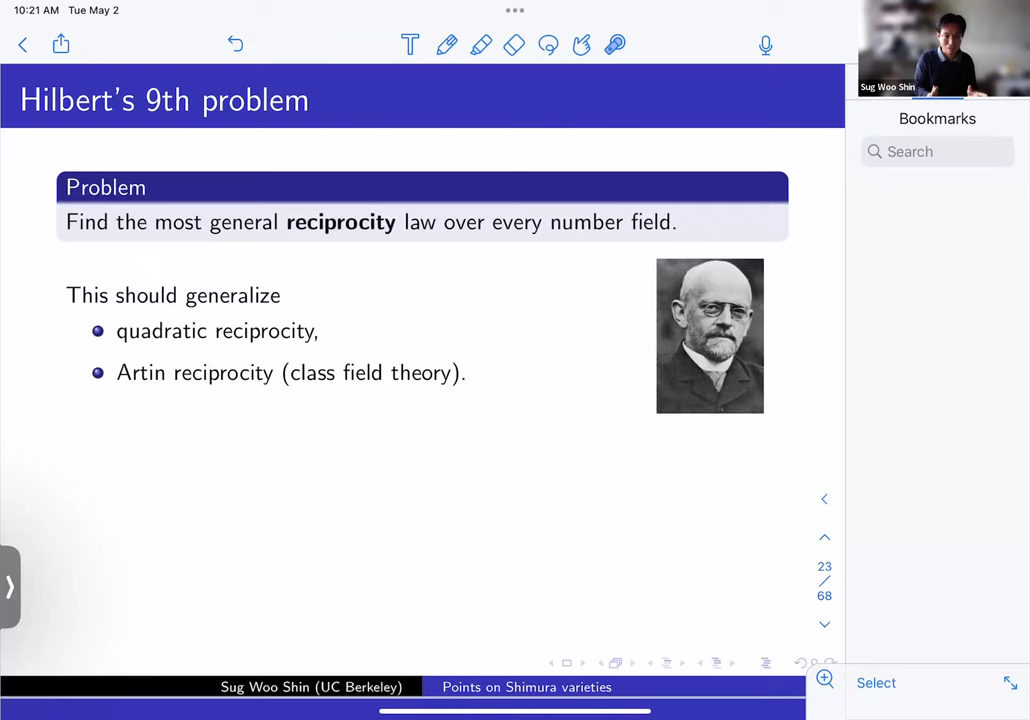 10:21 AM Tue May 2
Sug Woo Shin
Bookmarks
Search
Hilbert's 9th problem
Problem
Find the most general reciprocity law over every number field.
This should generalize
quadratic reciprocity,
Artin reciprocity (class field theory).
23
/
68
Sug Woo Shin (UC Berkeley) Points on Shimura varieties
Select